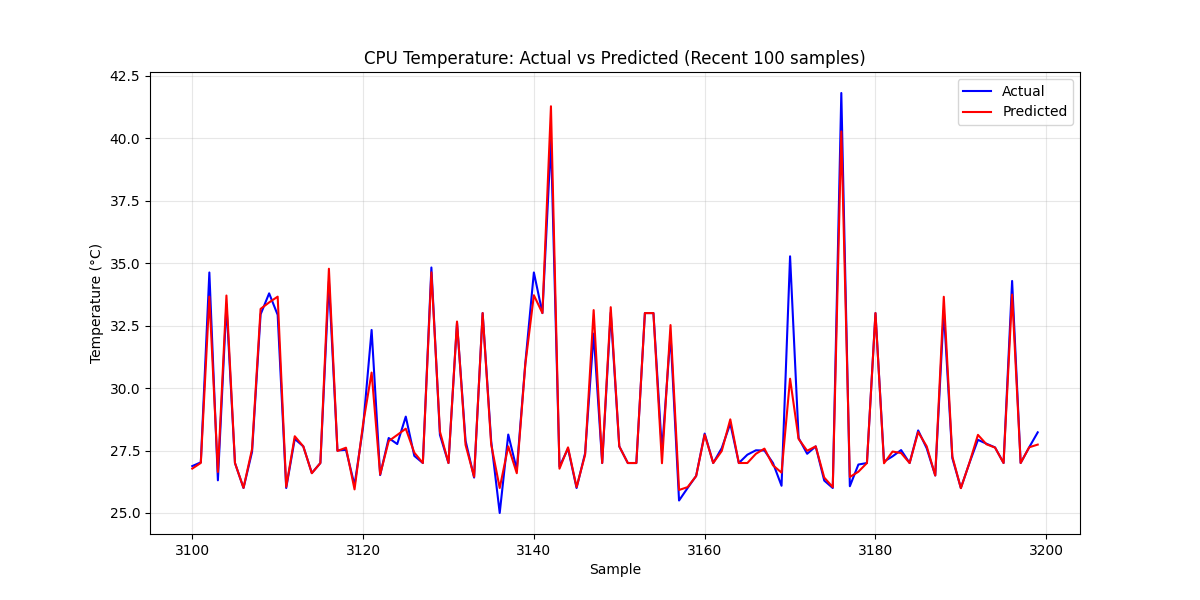 CPU Temperature: Actual vs Predicted (Recent 100 samples)
42.5
40.0
37.5
35.0
32.5
30.0
27.5
25.0
Temperature (°C)
Actual
Predicted
3100 3120 3140 3160 3180 3200
Sample